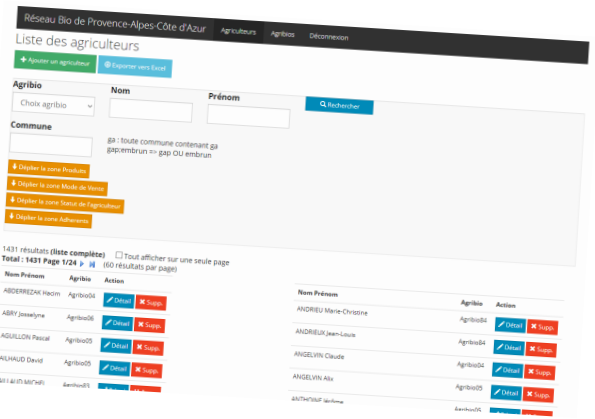 Réseau Bio de Provence-Alpes-Côte d'Azur Agriculteurs Agribios Déconnexion
Liste des agriculteurs
Ajouter un agriculteur Exporter vers Excel
Agribio Nom Prénom
Choix agribio Rechercher
Commune
ga : toute commune contenant ga
gap;embrun => gap OU embrun
Déplier la zone Produits
Déplier la zone Mode de Vente
Déplier la zone Statut de l'agriculteur
Déplier la zone Adherents
1431 résultats (liste complète) Tout afficher sur une seule page
Total : 1431 Page 1/24 (60 résultats par page)
Nom Prénom Agribio Action
ABDERREZAK Hacim Agribio04 Détail Supp.
ABRY Josselyne Agribio06 Détail Supp.
AGUILLON Pascal Agribio05 Détail Supp.
AILHAUD David Agribio05 Détail Supp.
Nom Prénom Agribio Action
ANDRIEU Marie-Christine Agribio84 Détail Supp.
ANDRIEUX Jean-Louis Agribio84 Détail Supp.
ANGELVIN Claude Agribio04 Détail Supp.
ANGELVIN Alix Agribio05 Détail Supp.
Agribio05